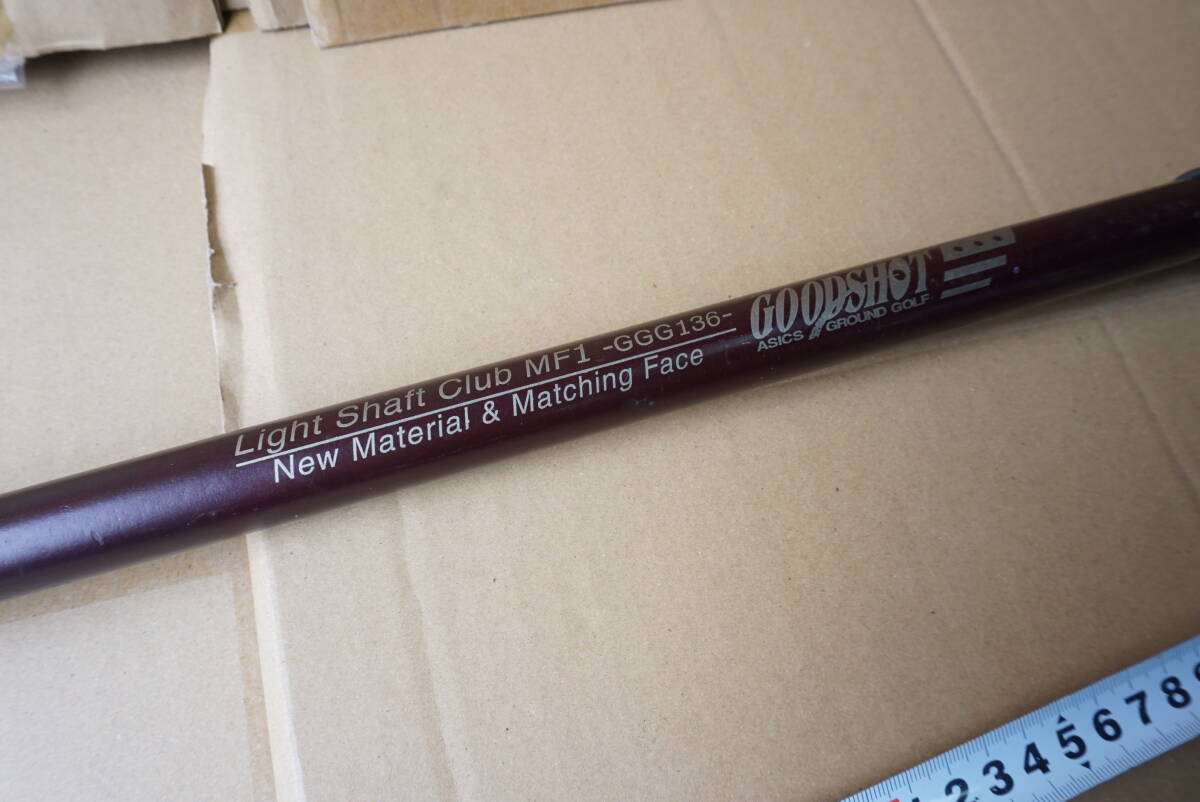 Light Shaft Club MF1 -GGG136-
New Material & Matching Face
GOODSHOT
ASICS GROUND GOLF
2 3 4 5 6 7 8